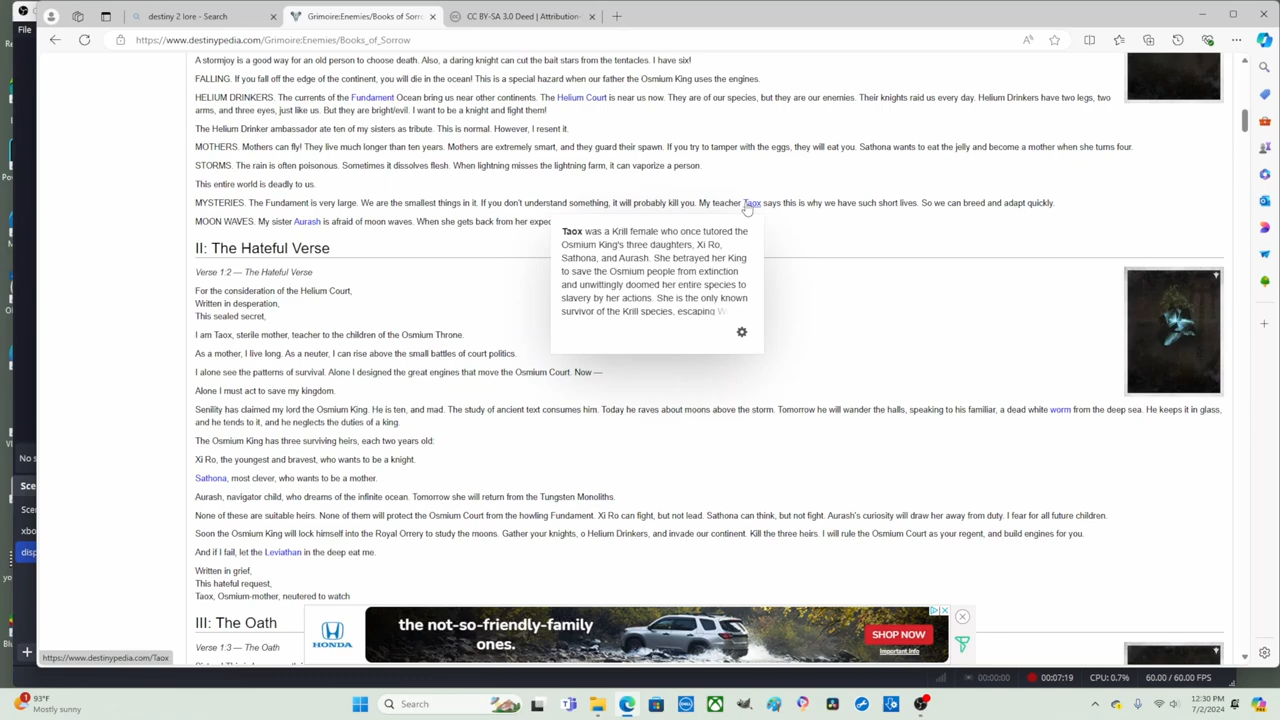 destiny 2 lore - Search
Grimoire:Enemies/Books of Sorro
CC BY-SA 3.0 Deed | Attribution-
File
https://www.destinypedia.com/Grimoire:Enemies/Books_of_Sorrow
A stormjoy is a good way for an old person to choose death. Also, a daring knight can cut the bait stars from the tentacles. I have six!
FALLING. If you fall off the edge of the continent, you will die in the ocean! This is a special hazard when our father the Osmium King uses the engines.
HELIUM DRINKERS. The currents of the Fundament Ocean bring us near other continents. The Helium Court is near us now. They are of our species, but they are our enemies. Their knights raid us every day. Helium Drinkers have two legs, two
arms, and three eyes, just like us. But they are bright/evil. I want to be a knight and fight them!
The Helium Drinker ambassador ate ten of my sisters as tribute. This is normal. However, I resent it.
MOTHERS. Mothers can fly! They live much longer than ten years. Mothers are extremely smart, and they guard their spawn. If you try to tamper with the eggs, they will eat you. Sathona wants to eat the jelly and become a mother when she turns four.
STORMS. The rain is often poisonous. Sometimes it dissolves flesh. When lightning misses the lightning farm, it can vaporize a person.
This entire world is deadly to us.
MYSTERIES. The Fundament is very large. We are the smallest things in it. If you don't understand something, it will probably kill you. My teacher Taox says this is why we have such short lives. So we can breed and adapt quickly.
MOON WAVES. My sister Aurash is afraid of moon waves. When she gets back from her exped
Taox was a Krill female who once tutored the
Osmium King's three daughters, Xi Ro,
Sathona, and Aurash. She betrayed her King
to save the Osmium people from extinction
and unwittingly doomed her entire species to
slavery by her actions. She is the only known
survivor of the Krill species, escaping
II: The Hateful Verse
Verse 1:2 — The Hateful Verse
For the consideration of the Helium Court,
Written in desperation,
This sealed secret,
I am Taox, sterile mother, teacher to the children of the Osmium Throne.
As a mother, I live long. As a neuter, I can rise above the small battles of court politics.
I alone see the patterns of survival. Alone I designed the great engines that move the Osmium Court. Now —
Alone I must act to save my kingdom.
Senility has claimed my lord the Osmium King. He is ten, and mad. The study of ancient text consumes him. Today he raves about moons above the storm. Tomorrow he will wander the halls, speaking to his familiar, a dead white worm from the deep sea. He keeps it in glass,
and he tends to it, and he neglects the duties of a king.
The Osmium King has three surviving heirs, each two years old:
Xi Ro, the youngest and bravest, who wants to be a knight.
Sathona, most clever, who wants to be a mother.
Aurash, navigator child, who dreams of the infinite ocean. Tomorrow she will return from the Tungsten Monoliths.
None of these are suitable heirs. None of them will protect the Osmium Court from the howling Fundament. Xi Ro can fight, but not lead. Sathona can think, but not fight. Aurash's curiosity will draw her away from duty. I fear for all future children.
Soon the Osmium King will lock himself into the Royal Orrery to study the moons. Gather your knights, o Helium Drinkers, and invade our continent. Kill the three heirs. I will rule the Osmium Court as your regent, and build engines for you.
And if I fail, let the Leviathan in the deep eat me.
Written in grief,
This hateful request,
Taox, Osmium-mother, neutered to watch
No s
Sce
Scen
xbo
disp
III: The Oath
Verse 1:3 — The Oath
HONDA
the not-so-friendly-family
ones.
SHOP NOW
Important Info
https://www.destinypedia.com/Taox
00:00:00
00:07:19
CPU: 0.7%
60.00 / 60.00 FPS
93°F
Mostly sunny
Search
12:30 PM
7/2/2024